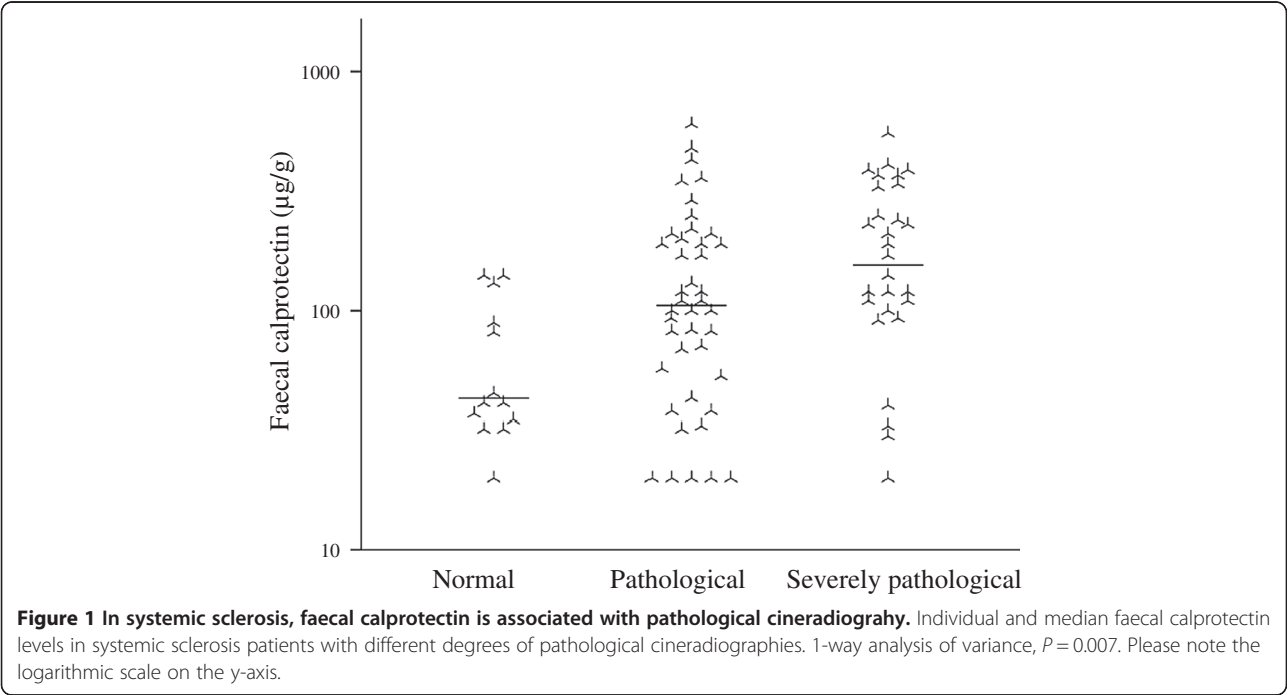 1000
100
10
Faecal calprotectin (µg/g)
Normal Pathological Severely pathological
Figure 1 In systemic sclerosis, faecal calprotectin is associated with pathological cineradiograhy. Individual and median faecal calprotectin
levels in systemic sclerosis patients with different degrees of pathological cineradiographies. 1-way analysis of variance, P = 0.007. Please note the
logarithmic scale on the y-axis.